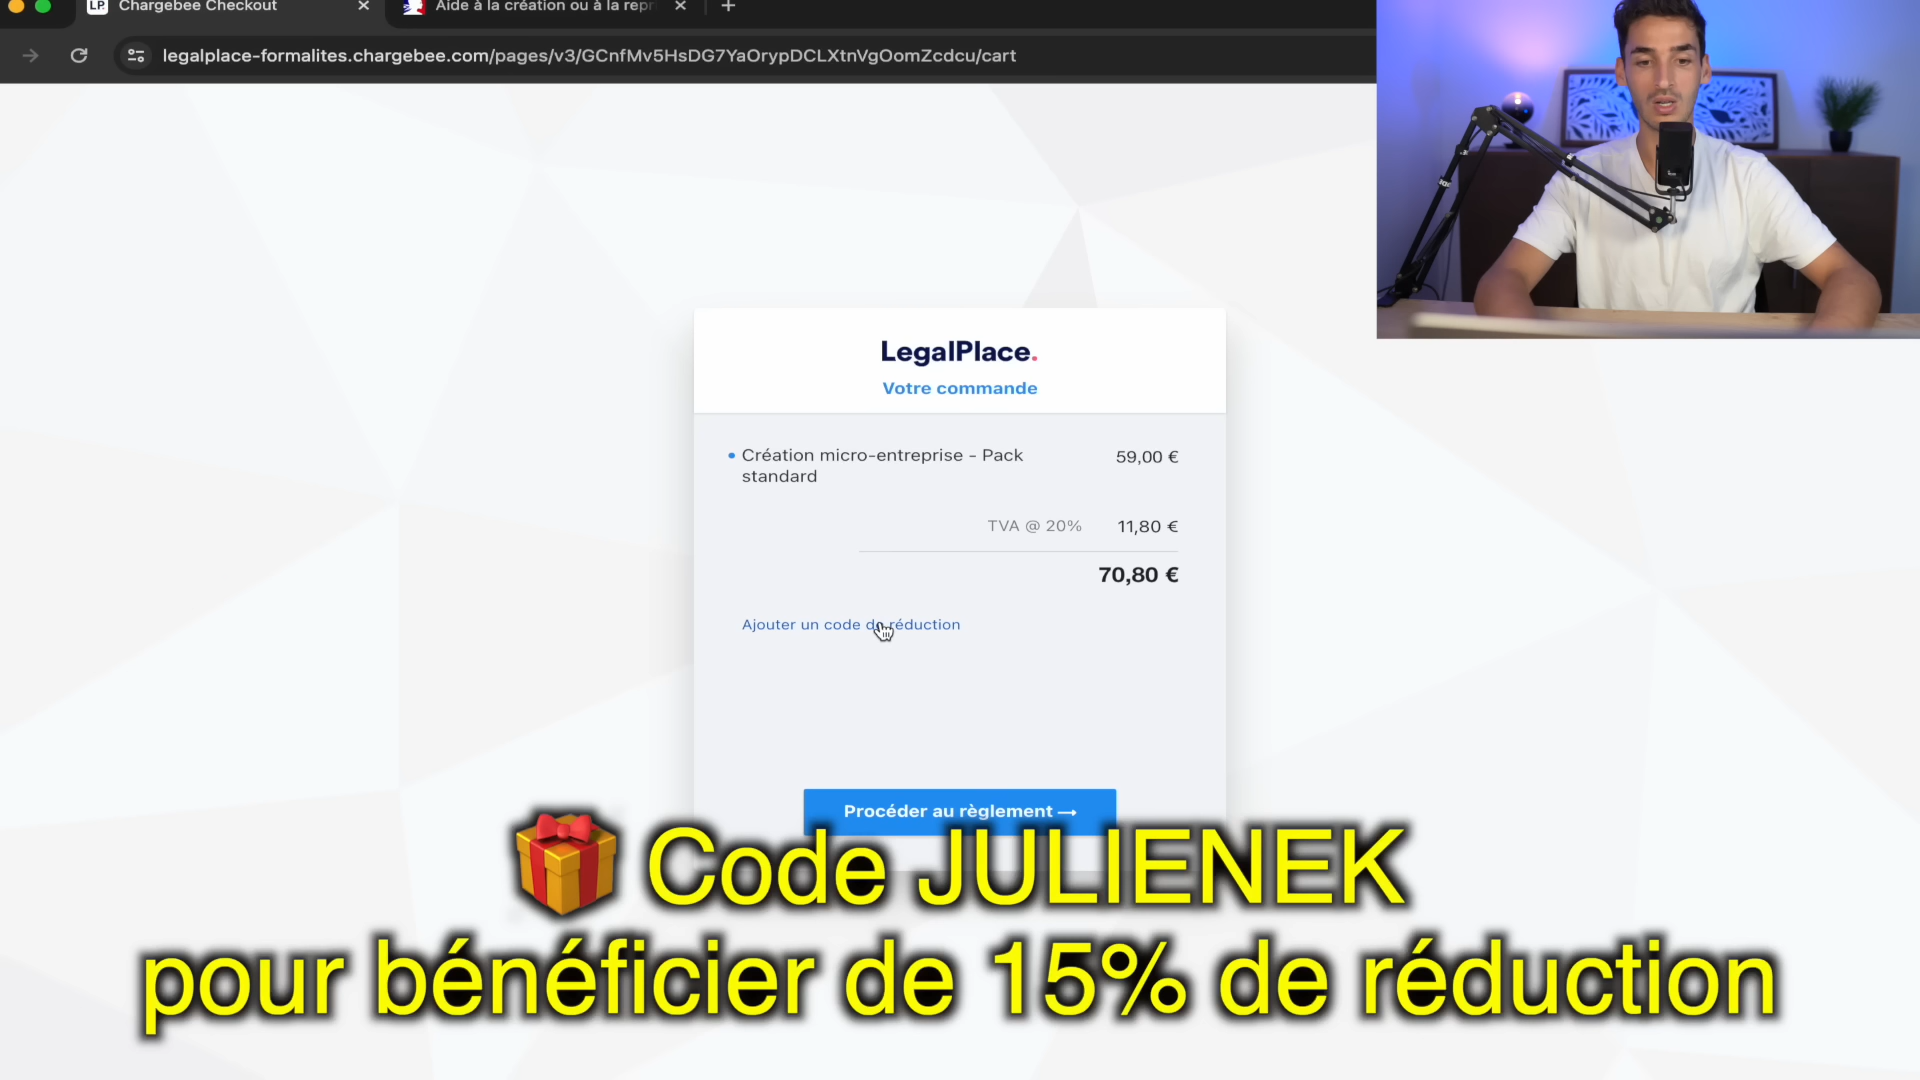 LP. Chargebee Checkout
Aide à la création ou à la repr
legalplace-formalites.chargebee.com/pages/v3/GCnfMv5HsDG7YaOrypDCLXtnVgOomZcdcu/cart
LegalPlace.
Votre commande
Création micro-entreprise - Pack 59,00 €
standard
TVA @ 20% 11,80 €
70,80 €
Ajouter un code de réduction
Procéder au règlement →
🎁 Code JULIENEK
pour bénéficier de 15% de réduction